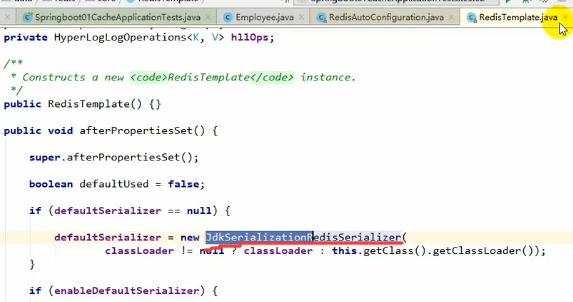 Springboot01CacheApplicationTests.java Employee.java RedisAutoConfiguration.java RedisTemplate.java
private HyperLogLogOperations<K, V> hllOps;
/**
* Constructs a new <code>RedisTemplate</code> instance.
*/
public RedisTemplate() {}
public void afterPropertiesSet() {
super.afterPropertiesSet();
boolean defaultUsed = false;
if (defaultSerializer == null) {
defaultSerializer = new JdkSerializationRedisSerializer(
classLoader != null ? classLoader : this.getClass().getClassLoader());
}
if (enableDefaultSerializer) {